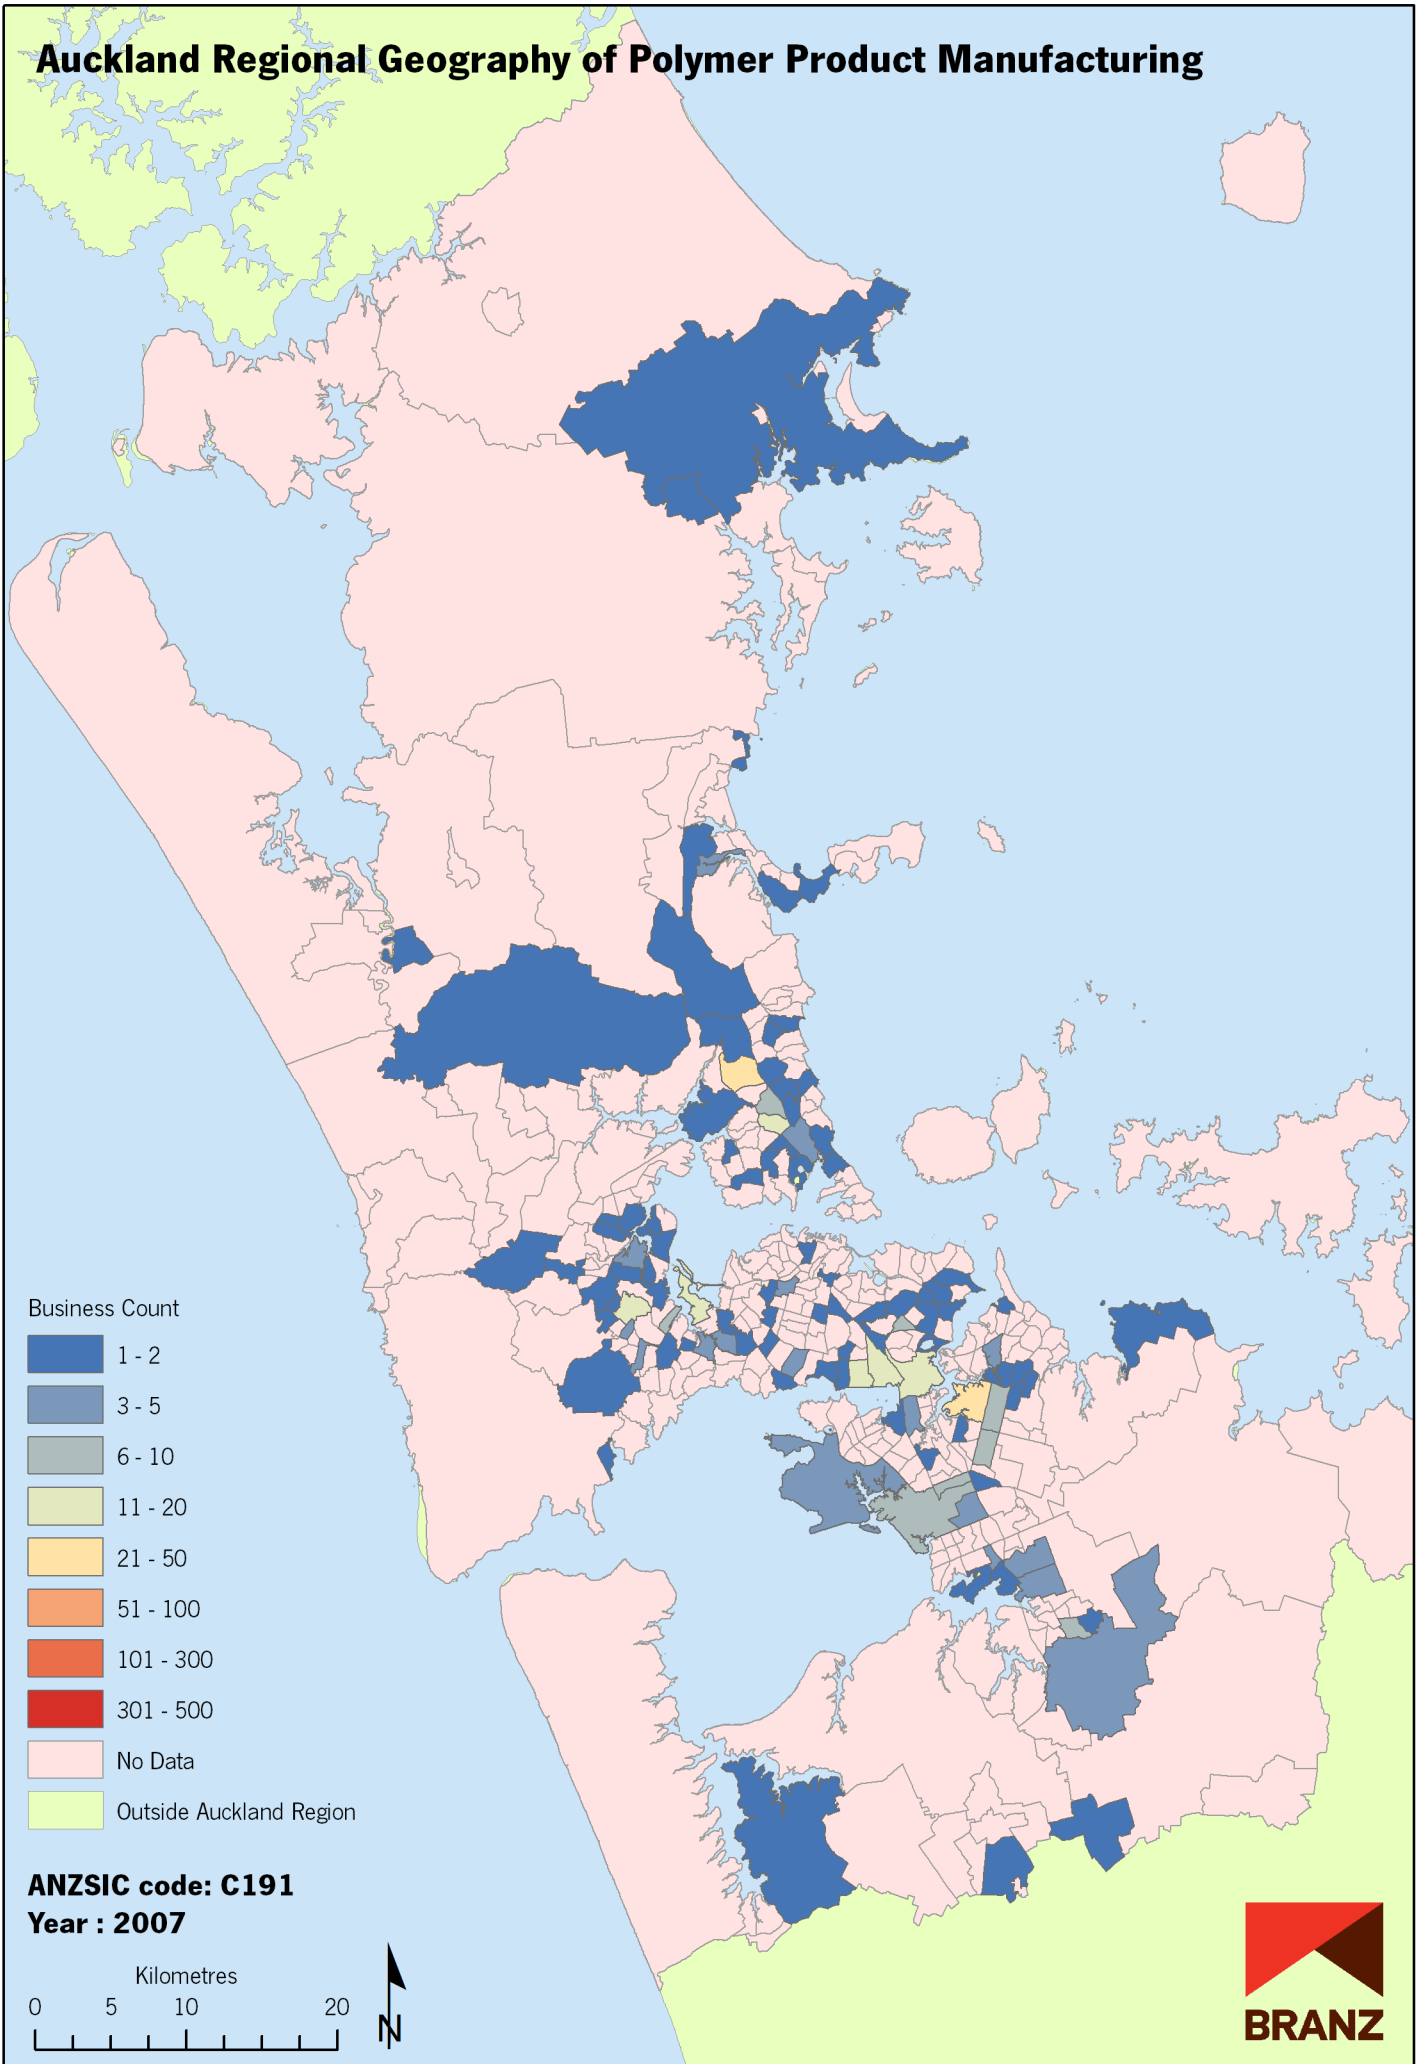 Auckland Regional Geography of Polymer Product Manufacturing
Business Count
1 - 2
3 - 5
6 - 10
11 - 20
21 - 50
51 - 100
101 - 300
301 - 500
No Data
Outside Auckland Region
ANZSIC code: C191
Year : 2007
Kilometres
0 5 10 20
N
BRANZ